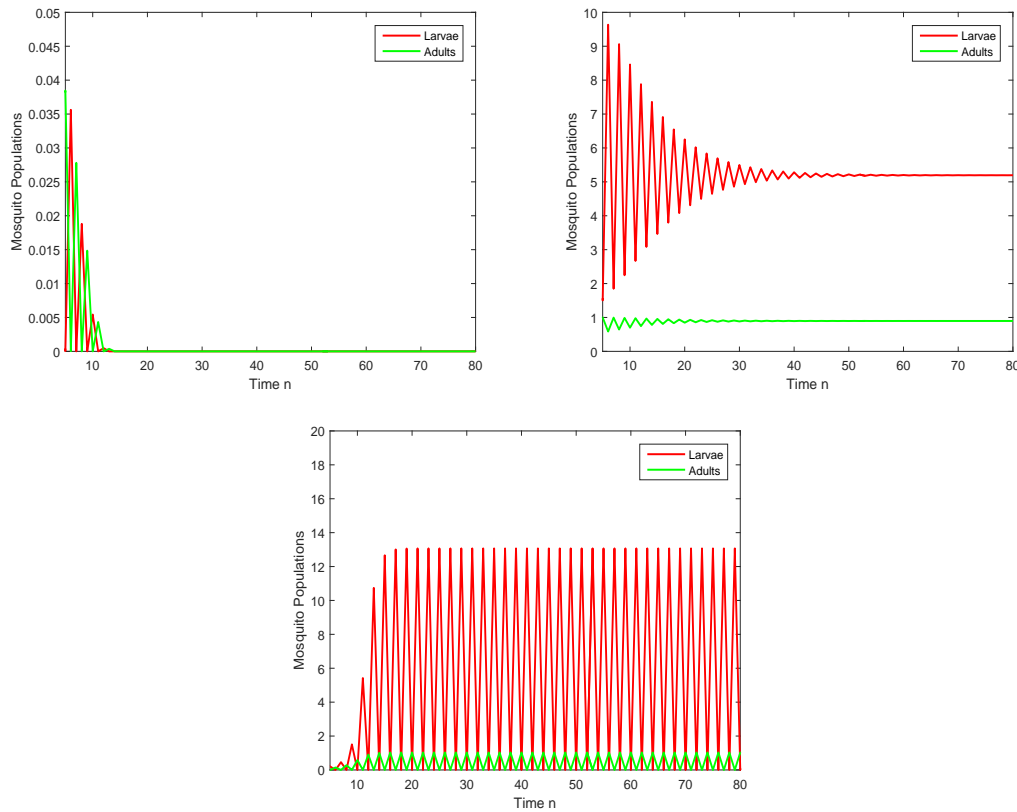 Mosquito Populations
0.05
0.045
0.04
0.035
0.03
0.025
0.02
0.015
0.01
0.005
0
10 20 30 40 50 60 70 80
Time n
Larvae
Adults
Mosquito Populations
10
9
8
7
6
5
4
3
2
1
0
10 20 30 40 50 60 70 80
Time n
Larvae
Adults
Mosquito Populations
20
18
16
14
12
10
8
6
4
2
0
10 20 30 40 50 60 70 80
Time n
Larvae
Adults